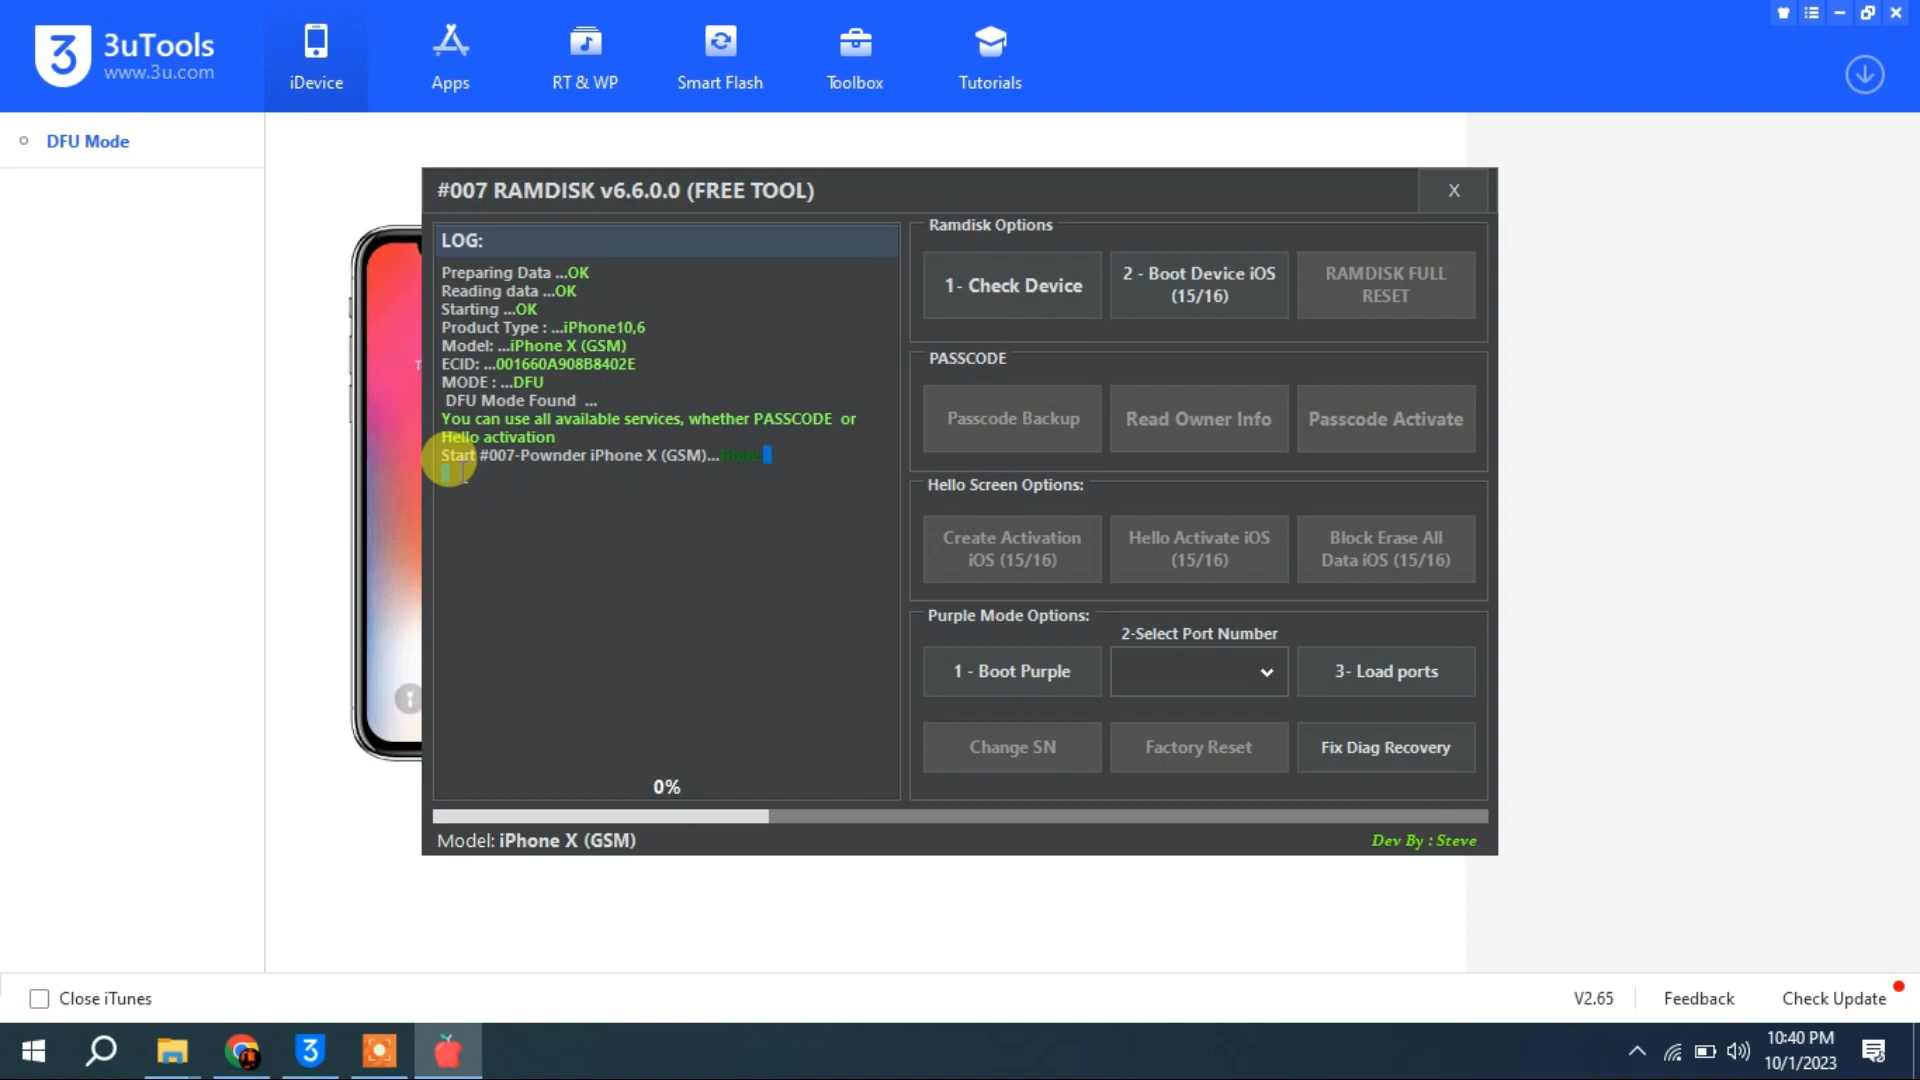 3uTools
www.3u.com
iDevice
Apps
RT & WP
Smart Flash
Toolbox
Tutorials
DFU Mode
#007 RAMDISK v6.6.0.0 (FREE TOOL)
X
LOG:
Preparing Data ...OK
Reading data ...OK
Starting ...OK
Product Type : ...iPhone10,6
Model: ...iPhone X (GSM)
ECID: ...001660A908B8402E
MODE : ...DFU
DFU Mode Found ...
You can use all available services, whether PASSCODE or
Hello activation
Start #007-Pownder iPhone X (GSM)...
0%
Ramdisk Options
1- Check Device
2 - Boot Device iOS
(15/16)
RAMDISK FULL
RESET
PASSCODE
Passcode Backup
Read Owner Info
Passcode Activate
Hello Screen Options:
Create Activation
iOS (15/16)
Hello Activate iOS
(15/16)
Block Erase All
Data iOS (15/16)
Purple Mode Options:
2-Select Port Number
1 - Boot Purple
3- Load ports
Change SN
Factory Reset
Fix Diag Recovery
Model: iPhone X (GSM)
Dev By : Steve
Close iTunes
V2.65
Feedback
Check Update
10:40 PM
10/1/2023